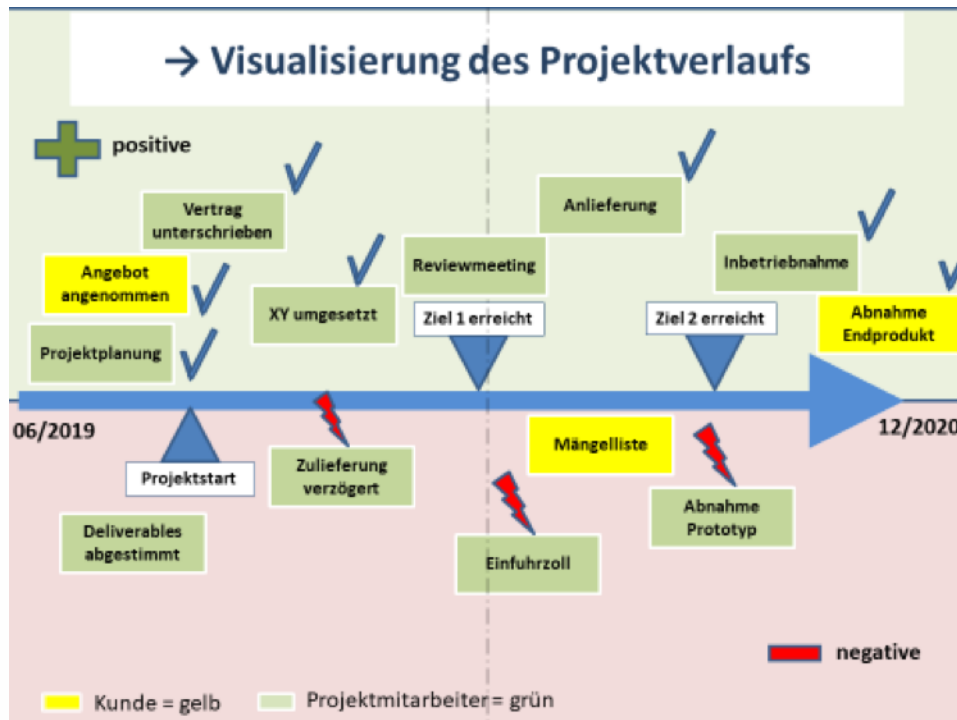 → Visualisierung des Projektverlaufs
positive
Vertrag
unterschrieben
Anlieferung
Angebot
angenommen
Reviewmeeting
Inbetriebnahme
XY umgesetzt
Ziel 1 erreicht
Ziel 2 erreicht
Abnahme
Endprodukt
Projektplanung
06/2019
12/2020
Projektstart
Zulieferung
verzögert
Mängelliste
Deliverables
abgestimmt
Einfuhrzoll
Abnahme
Prototyp
negative
Kunde = gelb
Projektmitarbeiter = grün